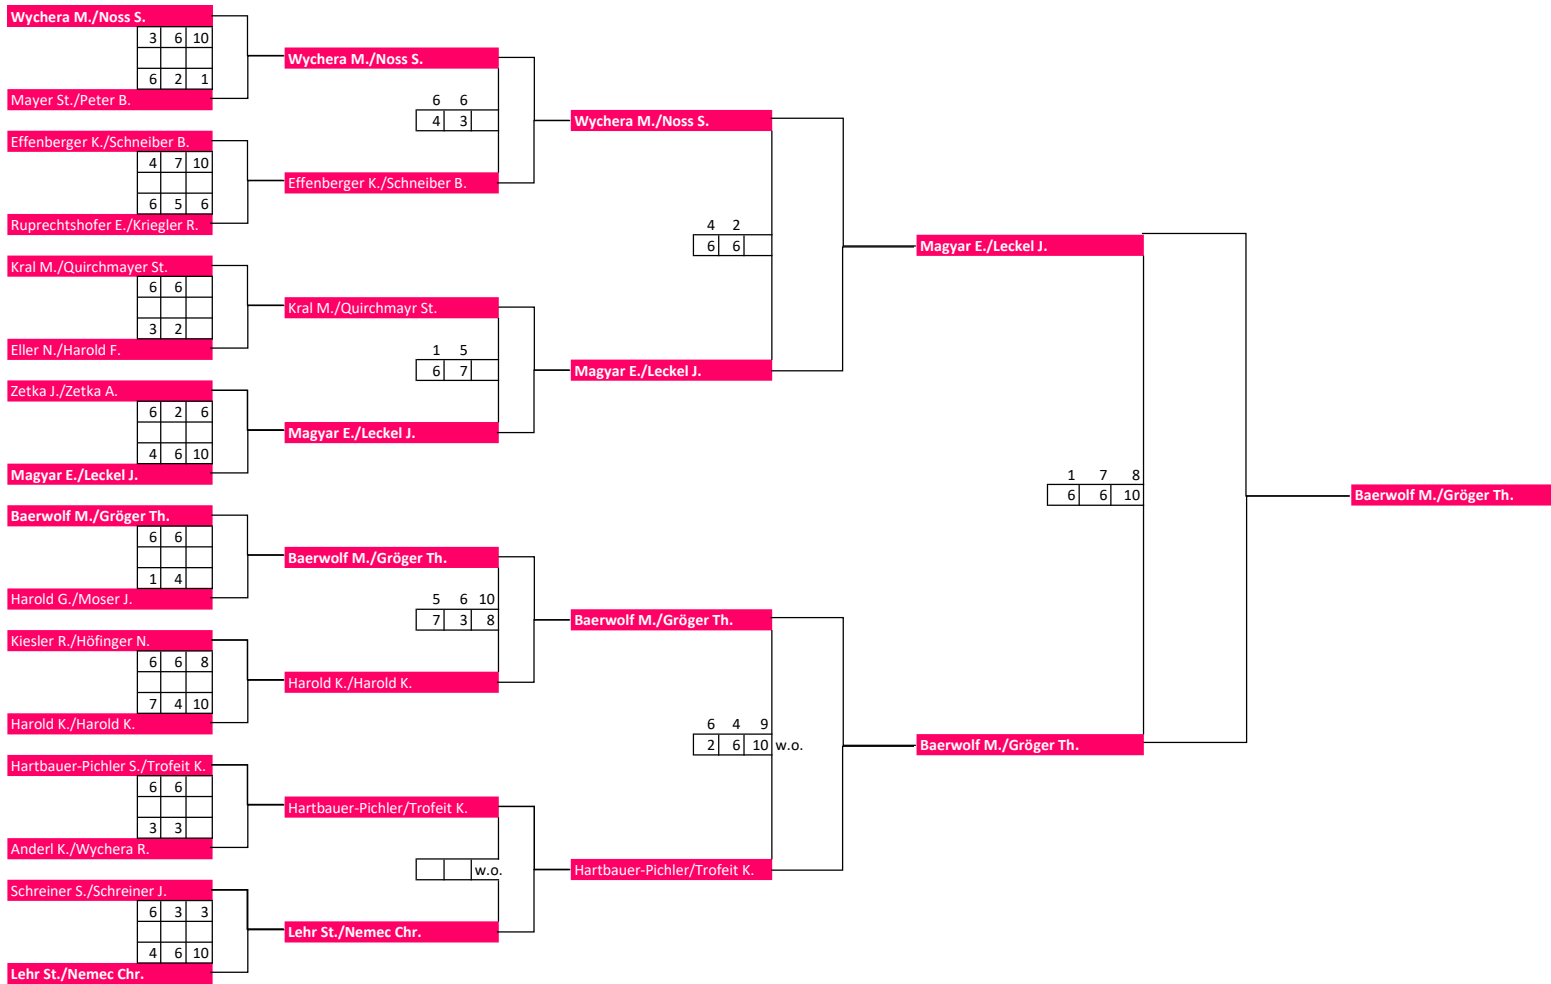 Wychera M./Noss S.
3 6 10
6 2 1
Mayer St./Peter B.
Effenberger K./Schneiber B.
4 7 10
6 5 6
Ruprechtshofer E./Kriegler R.
Kral M./Quirchmayer St.
6 6
3 2
Eller N./Harold F.
Zetka J./Zetka A.
6 2 6
4 6 10
Magyar E./Leckel J.
Baerwolf M./Gröger Th.
6 6
1 4
Harold G./Moser J.
Kiesler R./Höfinger N.
6 6 8
7 4 10
Harold K./Harold K.
Hartbauer-Pichler S./Trofeit K.
6 6
3 3
Anderl K./Wychera R.
Schreiner S./Schreiner J.
6 3 3
4 6 10
Lehr St./Nemec Chr.
Wychera M./Noss S.
6 6
4 3
Effenberger K./Schneiber B.
Kral M./Quirchmayr St.
1 5
6 7
Magyar E./Leckel J.
Baerwolf M./Gröger Th.
5 6 10
7 3 8
Harold K./Harold K.
Hartbauer-Pichler/Trofeit K.
w.o.
Lehr St./Nemec Chr.
Wychera M./Noss S.
4 2
6 6
Magyar E./Leckel J.
Baerwolf M./Gröger Th.
6 4 9
2 6 10 w.o.
Hartbauer-Pichler/Trofeit K.
Magyar E./Leckel J.
1 7 8
6 6 10
Baerwolf M./Gröger Th.
Baerwolf M./Gröger Th.